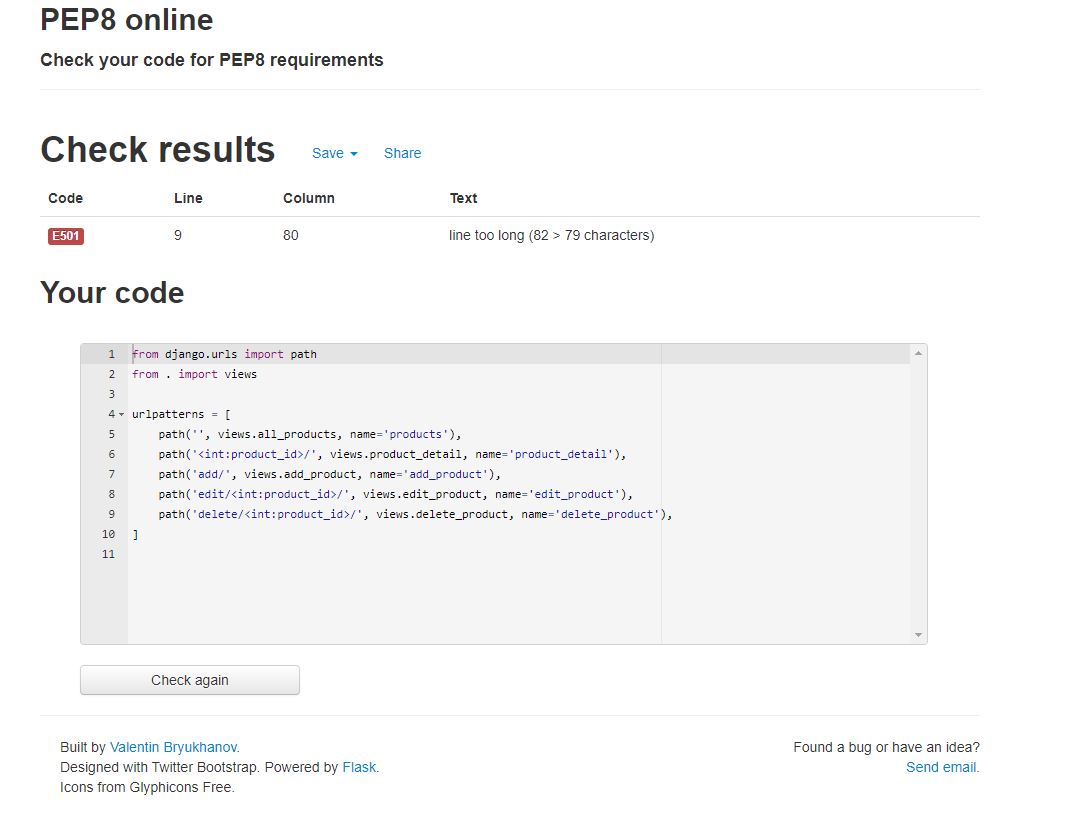 PEP8 online
Check your code for PEP8 requirements
Check results Save Share
Code Line Column Text
E501 9 80 line too long (82 > 79 characters)
Your code
1 from django.urls import path
2 from . import views
3
4 urlpatterns = [
5     path('', views.all_products, name='products'),
6     path('<int:product_id>/', views.product_detail, name='product_detail'),
7     path('add/', views.add_product, name='add_product'),
8     path('edit/<int:product_id>/', views.edit_product, name='edit_product'),
9     path('delete/<int:product_id>/', views.delete_product, name='delete_product'),
10 ]
11
Check again
Built by Valentin Bryukhanov. Found a bug or have an idea?
Designed with Twitter Bootstrap. Powered by Flask. Send email.
Icons from Glyphicons Free.